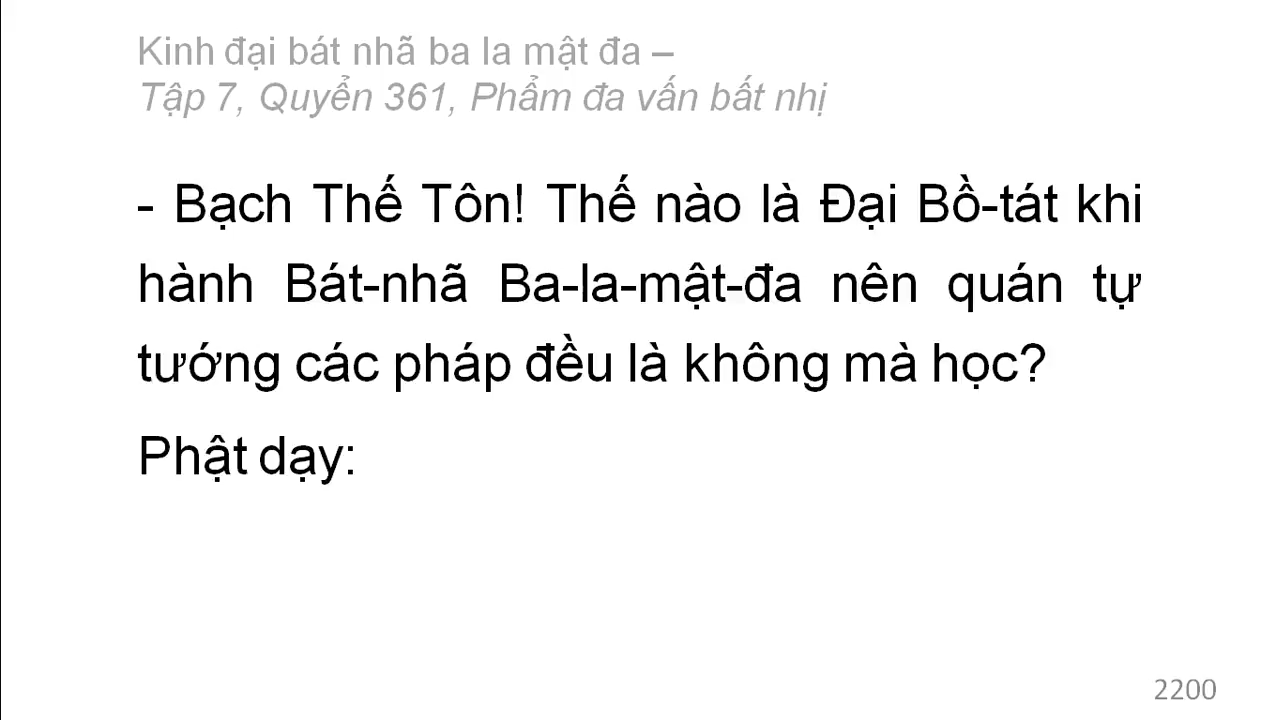 Kinh đại bát nhã ba la mật đa –
Tập 7, Quyển 361, Phẩm đa vấn bất nhị
- Bạch Thế Tôn! Thế nào là Đại Bồ-tát khi
hành Bát-nhã Ba-la-mật-đa nên quán tự
tướng các pháp đều là không mà học?
Phật dạy:
2200